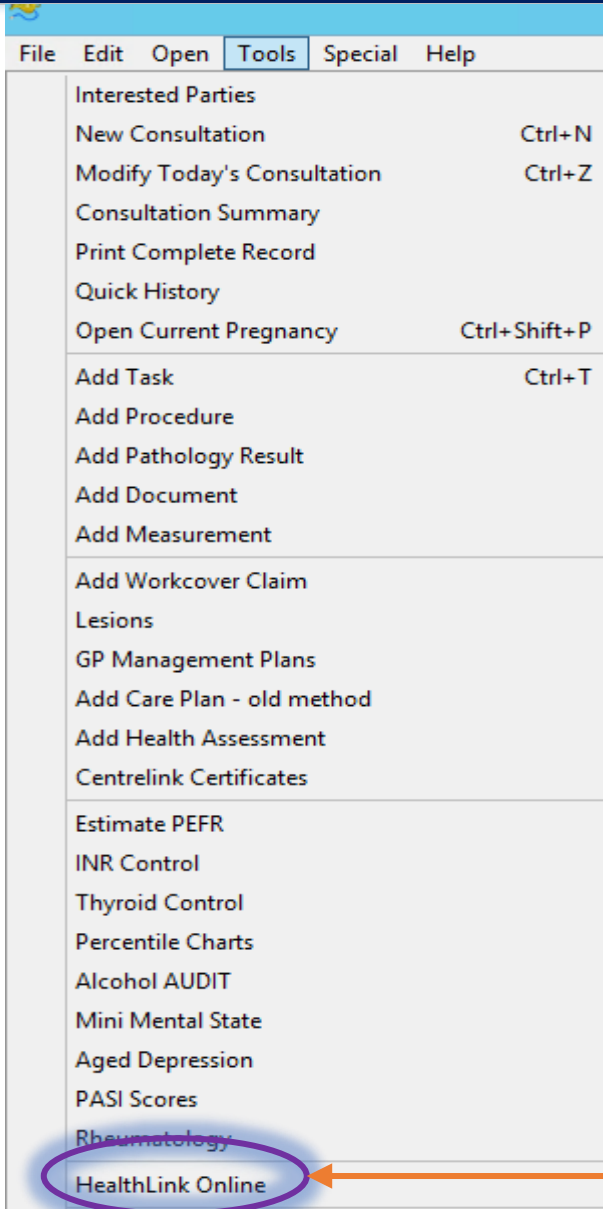 File Edit Open Tools Special Help
Interested Parties
New Consultation Ctrl+N
Modify Today's Consultation Ctrl+Z
Consultation Summary
Print Complete Record
Quick History
Open Current Pregnancy Ctrl+Shift+P
Add Task Ctrl+T
Add Procedure
Add Pathology Result
Add Document
Add Measurement
Add Workcover Claim
Lesions
GP Management Plans
Add Care Plan - old method
Add Health Assessment
Centrelink Certificates
Estimate PEFR
INR Control
Thyroid Control
Percentile Charts
Alcohol AUDIT
Mini Mental State
Aged Depression
PASI Scores
Rheumatology
HealthLink Online